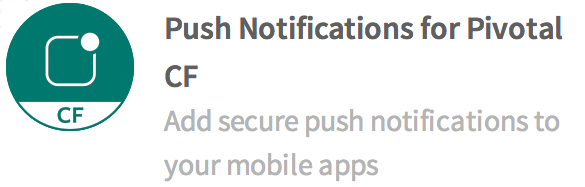 Push Notifications for Pivotal
CF
Add secure push notifications to
your mobile apps
CF